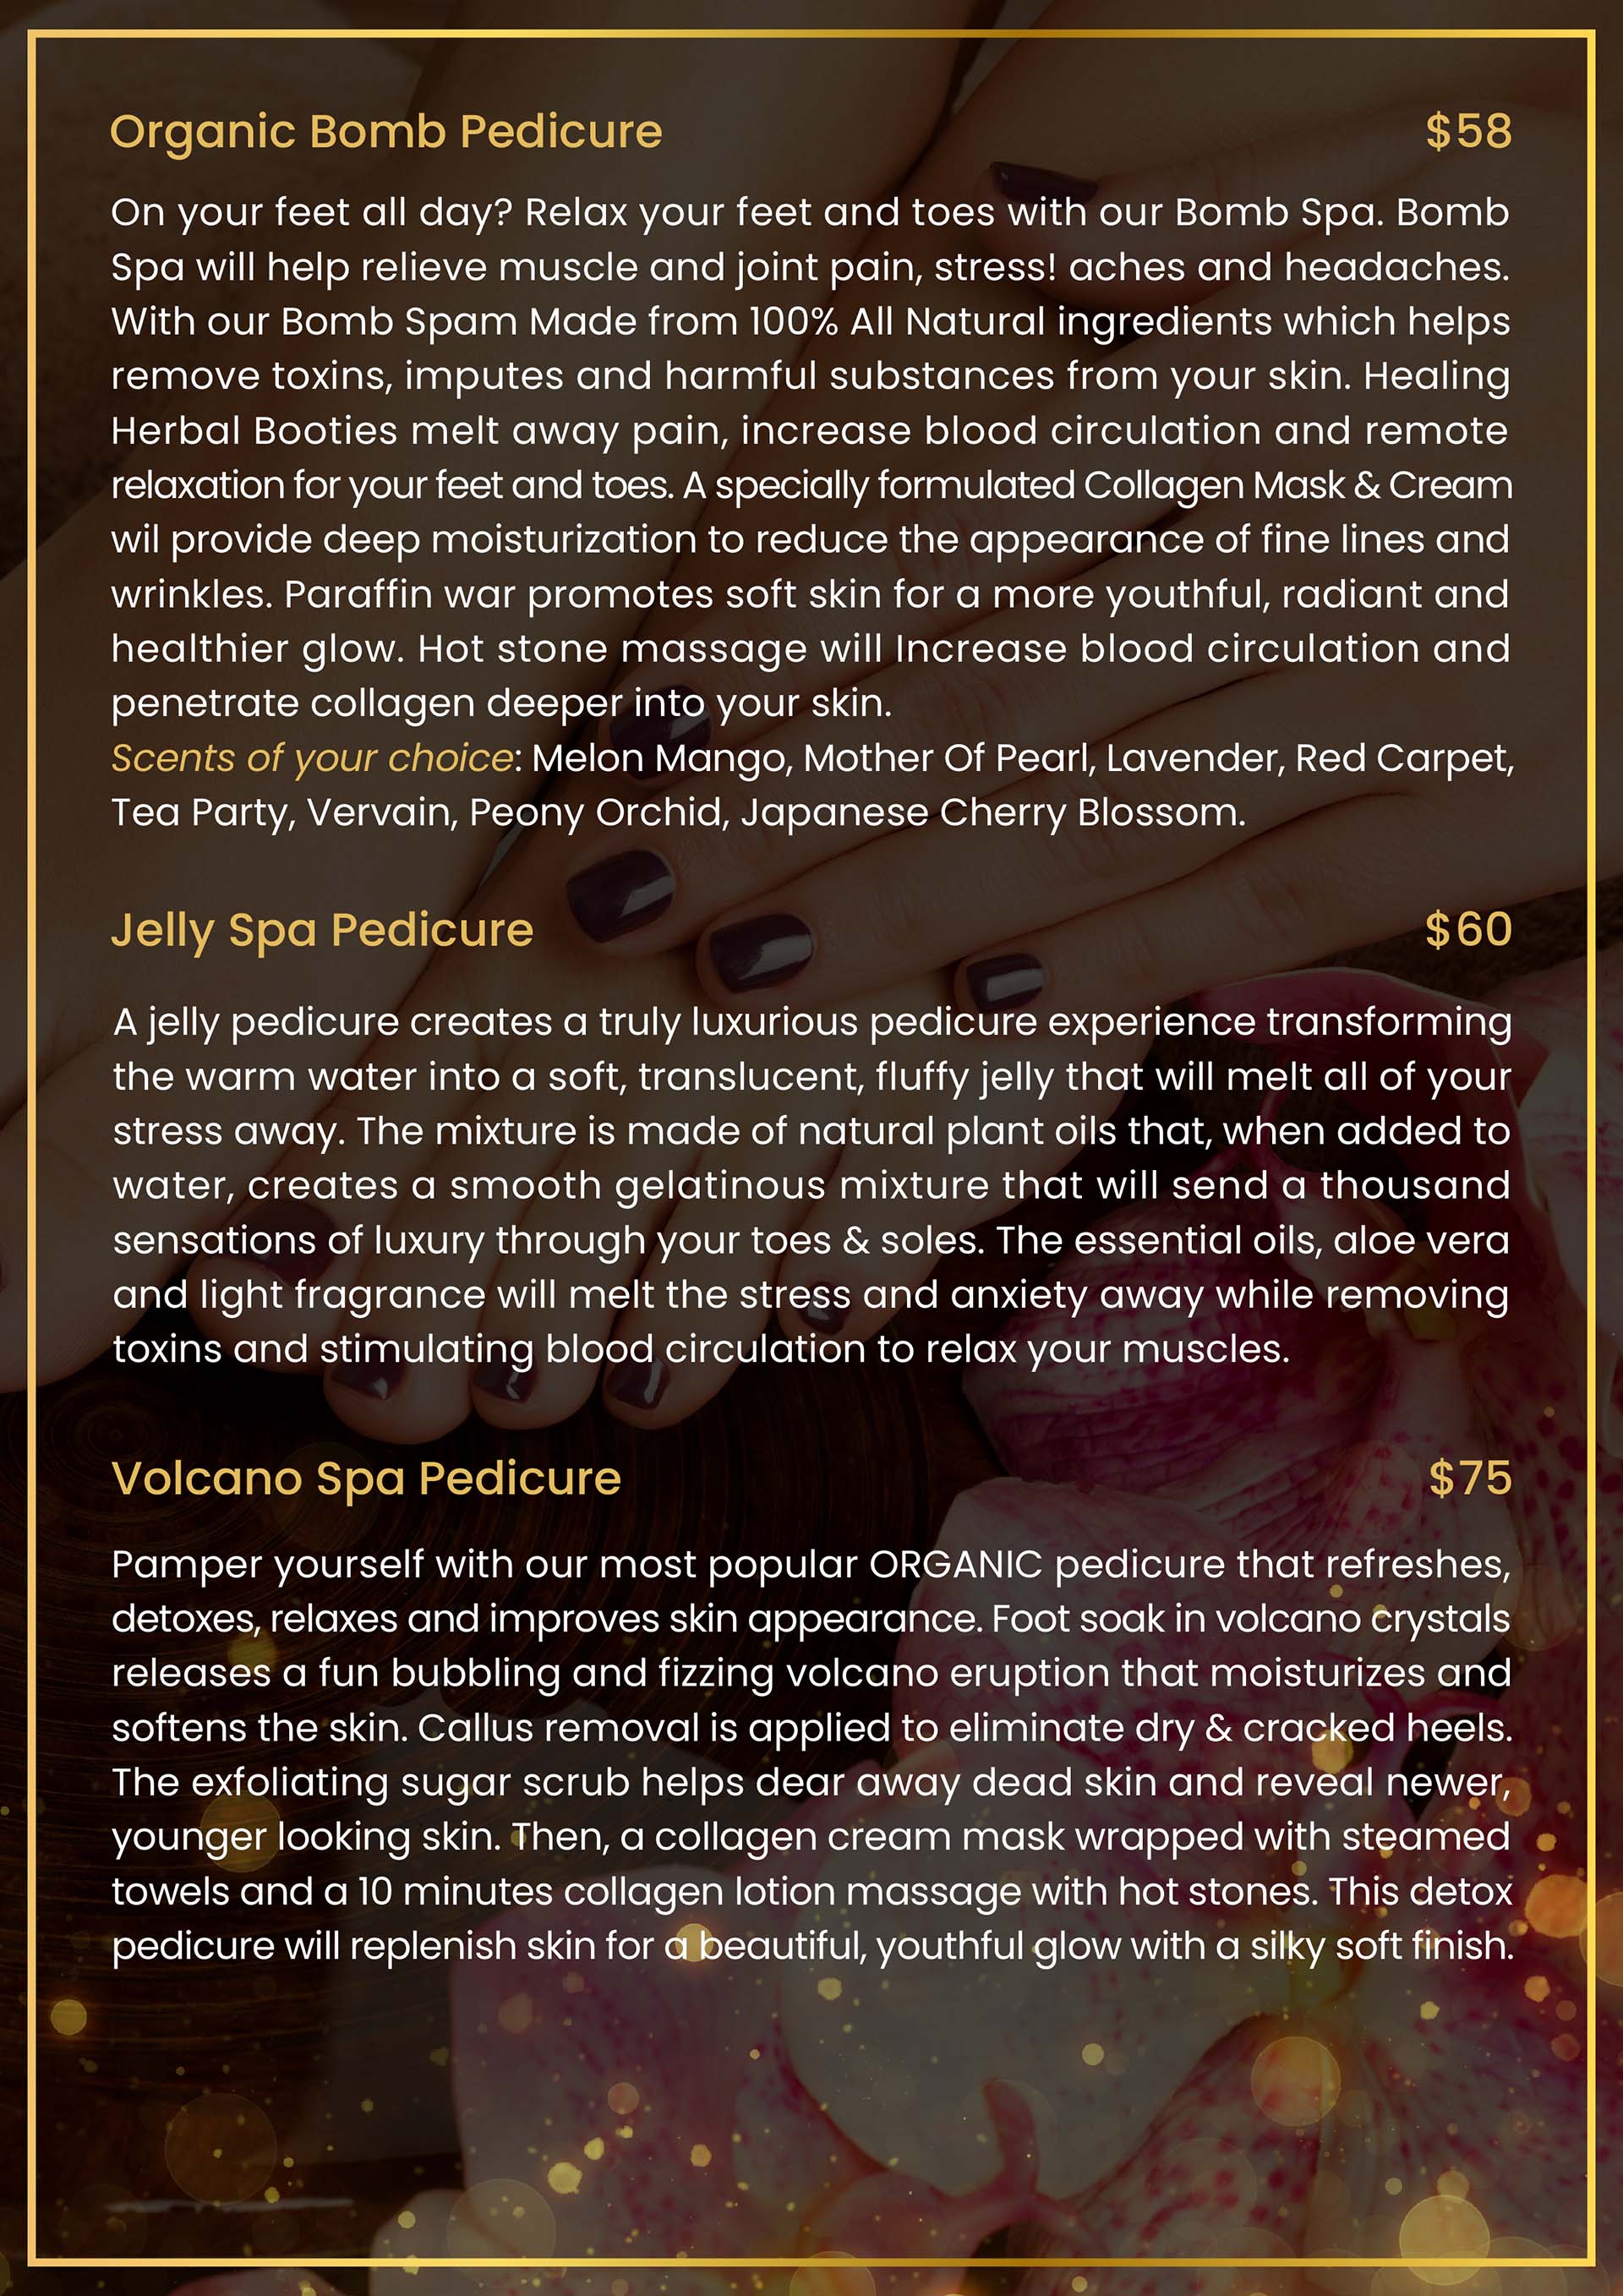 Organic Bomb Pedicure $58
On your feet all day? Relax your feet and toes with our Bomb Spa. Bomb
Spa will help relieve muscle and joint pain, stress! aches and headaches.
With our Bomb Spam Made from 100% All Natural ingredients which helps
remove toxins, imputes and harmful substances from your skin. Healing
Herbal Booties melt away pain, increase blood circulation and remote
relaxation for your feet and toes. A specially formulated Collagen Mask & Cream
wil provide deep moisturization to reduce the appearance of fine lines and
wrinkles. Paraffin war promotes soft skin for a more youthful, radiant and
healthier glow. Hot stone massage will Increase blood circulation and
penetrate collagen deeper into your skin.
Scents of your choice: Melon Mango, Mother Of Pearl, Lavender, Red Carpet,
Tea Party, Vervain, Peony Orchid, Japanese Cherry Blossom.
Jelly Spa Pedicure $60
A jelly pedicure creates a truly luxurious pedicure experience transforming
the warm water into a soft, translucent, fluffy jelly that will melt all of your
stress away. The mixture is made of natural plant oils that, when added to
water, creates a smooth gelatinous mixture that will send a thousand
sensations of luxury through your toes & soles. The essential oils, aloe vera
and light fragrance will melt the stress and anxiety away while removing
toxins and stimulating blood circulation to relax your muscles.
Volcano Spa Pedicure $75
Pamper yourself with our most popular ORGANIC pedicure that refreshes,
detoxes, relaxes and improves skin appearance. Foot soak in volcano crystals
releases a fun bubbling and fizzing volcano eruption that moisturizes and
softens the skin. Callus removal is applied to eliminate dry & cracked heels.
The exfoliating sugar scrub helps dear away dead skin and reveal newer,
younger looking skin. Then, a collagen cream mask wrapped with steamed
towels and a 10 minutes collagen lotion massage with hot stones. This detox
pedicure will replenish skin for a beautiful, youthful glow with a silky soft finish.